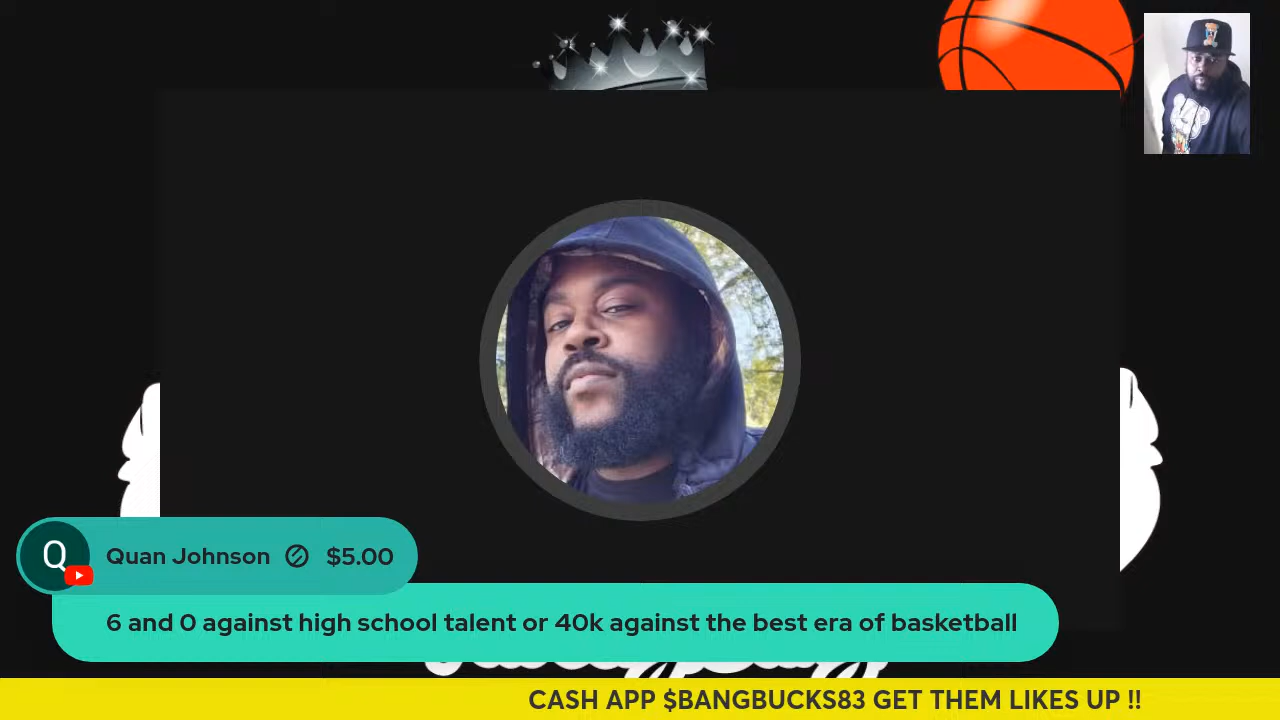 Q
Quan Johnson $5.00
6 and 0 against high school talent or 40k against the best era of basketball
CASH APP $BANGBUCKS83 GET THEM LIKES UP !!